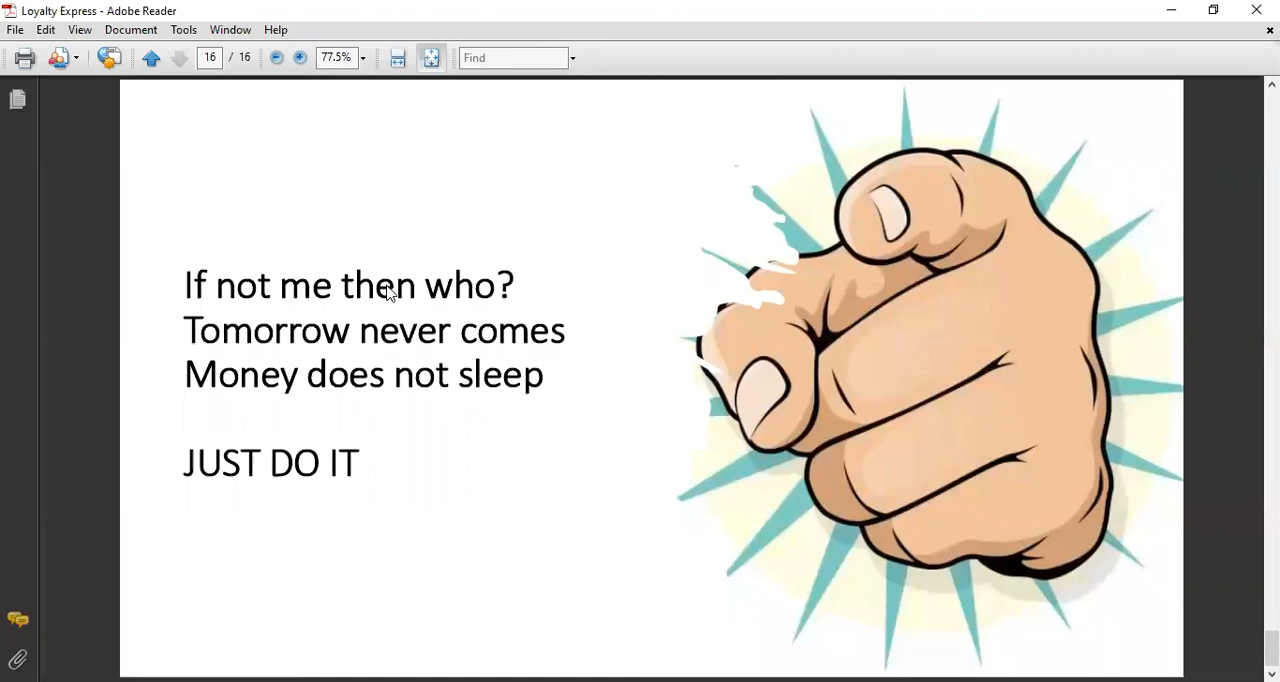 Loyalty Express - Adobe Reader
File Edit View Document Tools Window Help
16 / 16 77.5% Find
If not me then who?
Tomorrow never comes
Money does not sleep
JUST DO IT